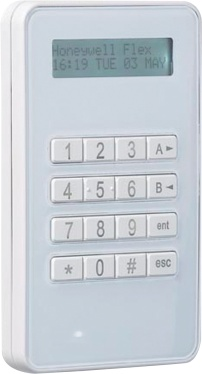 Honeywell Flex
16:19 TUE 03 MAY
1 2 3 A►
4 5 6 B◄
7 8 9 ent
* 0 # esc